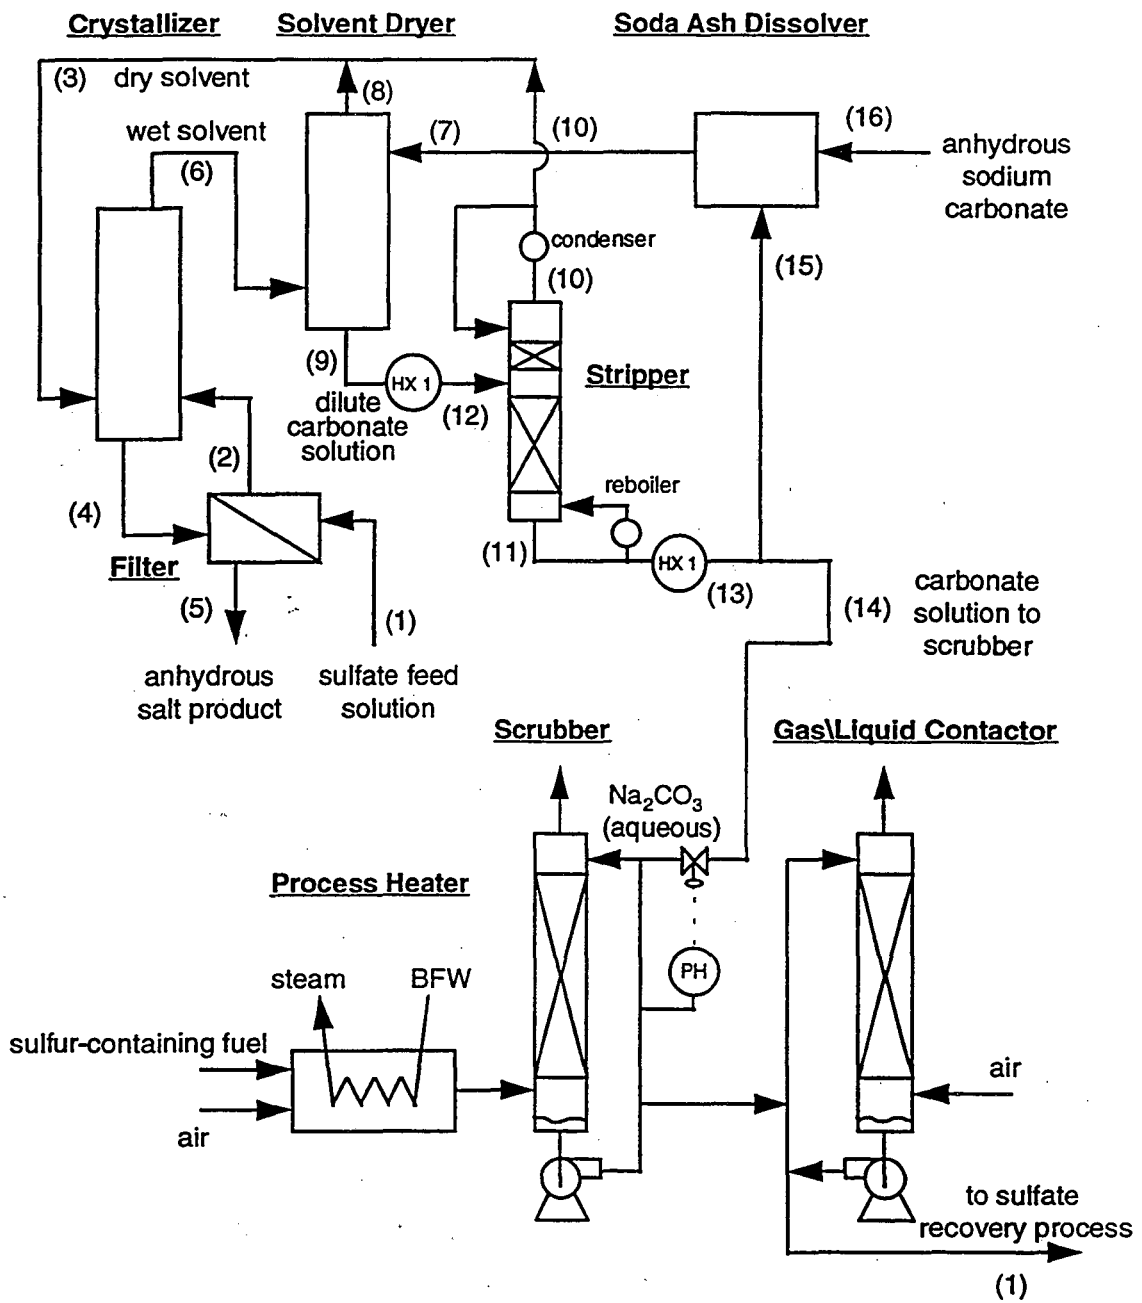 Crystallizer
Solvent Dryer
Soda Ash Dissolver
(3)
dry solvent
(8)
wet solvent
(6)
(7)
(10)
(16)
anhydrous
sodium
carbonate
condenser
(10)
(15)
(9)
HX 1
(12)
Stripper
dilute
carbonate
solution
(2)
reboiler
(4)
(11)
HX 1
(13)
Filter
(5)
(1)
(14)
carbonate
solution to
scrubber
anhydrous
salt product
sulfate feed
solution
Scrubber
Gas\Liquid Contactor
Na2CO3
(aqueous)
Process Heater
PH
steam
BFW
sulfur-containing fuel
air
air
to sulfate
recovery process
(1)